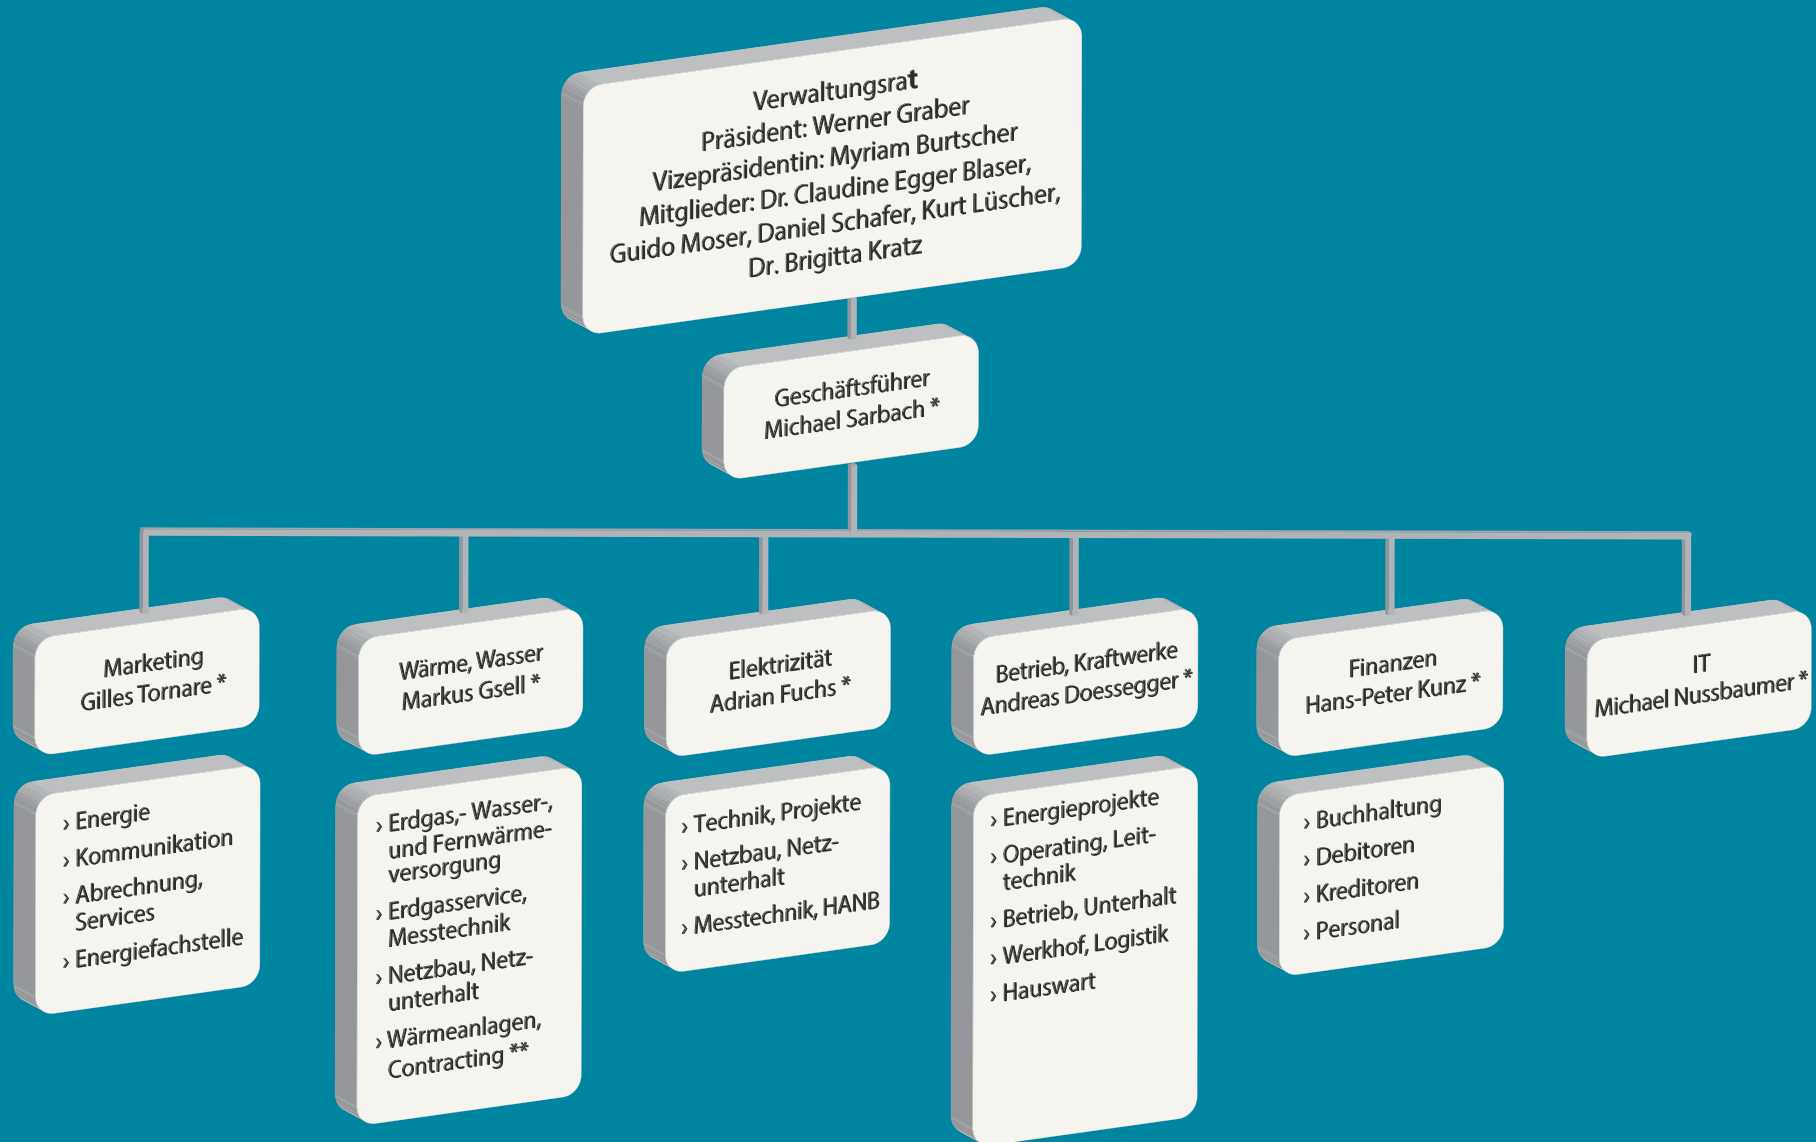 Verwaltungsrat
Präsident: Werner Graber
Vizepräsidentin: Myriam Burtscher
Mitglieder: Dr. Claudine Egger Blaser,
Guido Moser, Daniel Schafer, Kurt Lüscher,
Dr. Brigitta Kratz
Geschäftsführer
Michael Sarbach *
Marketing
Gilles Tornare *
Wärme, Wasser
Markus Gsell *
Elektrizität
Adrian Fuchs *
Betrieb, Kraftwerke
Andreas Doessegger *
Finanzen
Hans-Peter Kunz *
IT
Michael Nussbaumer *
› Energie
› Kommunikation
› Abrechnung,
Services
› Energiefachstelle
› Erdgas,- Wasser-,
und Fernwärme-
versorgung
› Erdgasservice,
Messtechnik
› Netzbau, Netz-
unterhalt
› Wärmeanlagen,
Contracting **
› Technik, Projekte
› Netzbau, Netz-
unterhalt
› Messtechnik, HANB
› Energieprojekte
› Operating, Leit-
technik
› Betrieb, Unterhalt
› Werkhof, Logistik
› Hauswart
› Buchhaltung
› Debitoren
› Kreditoren
› Personal